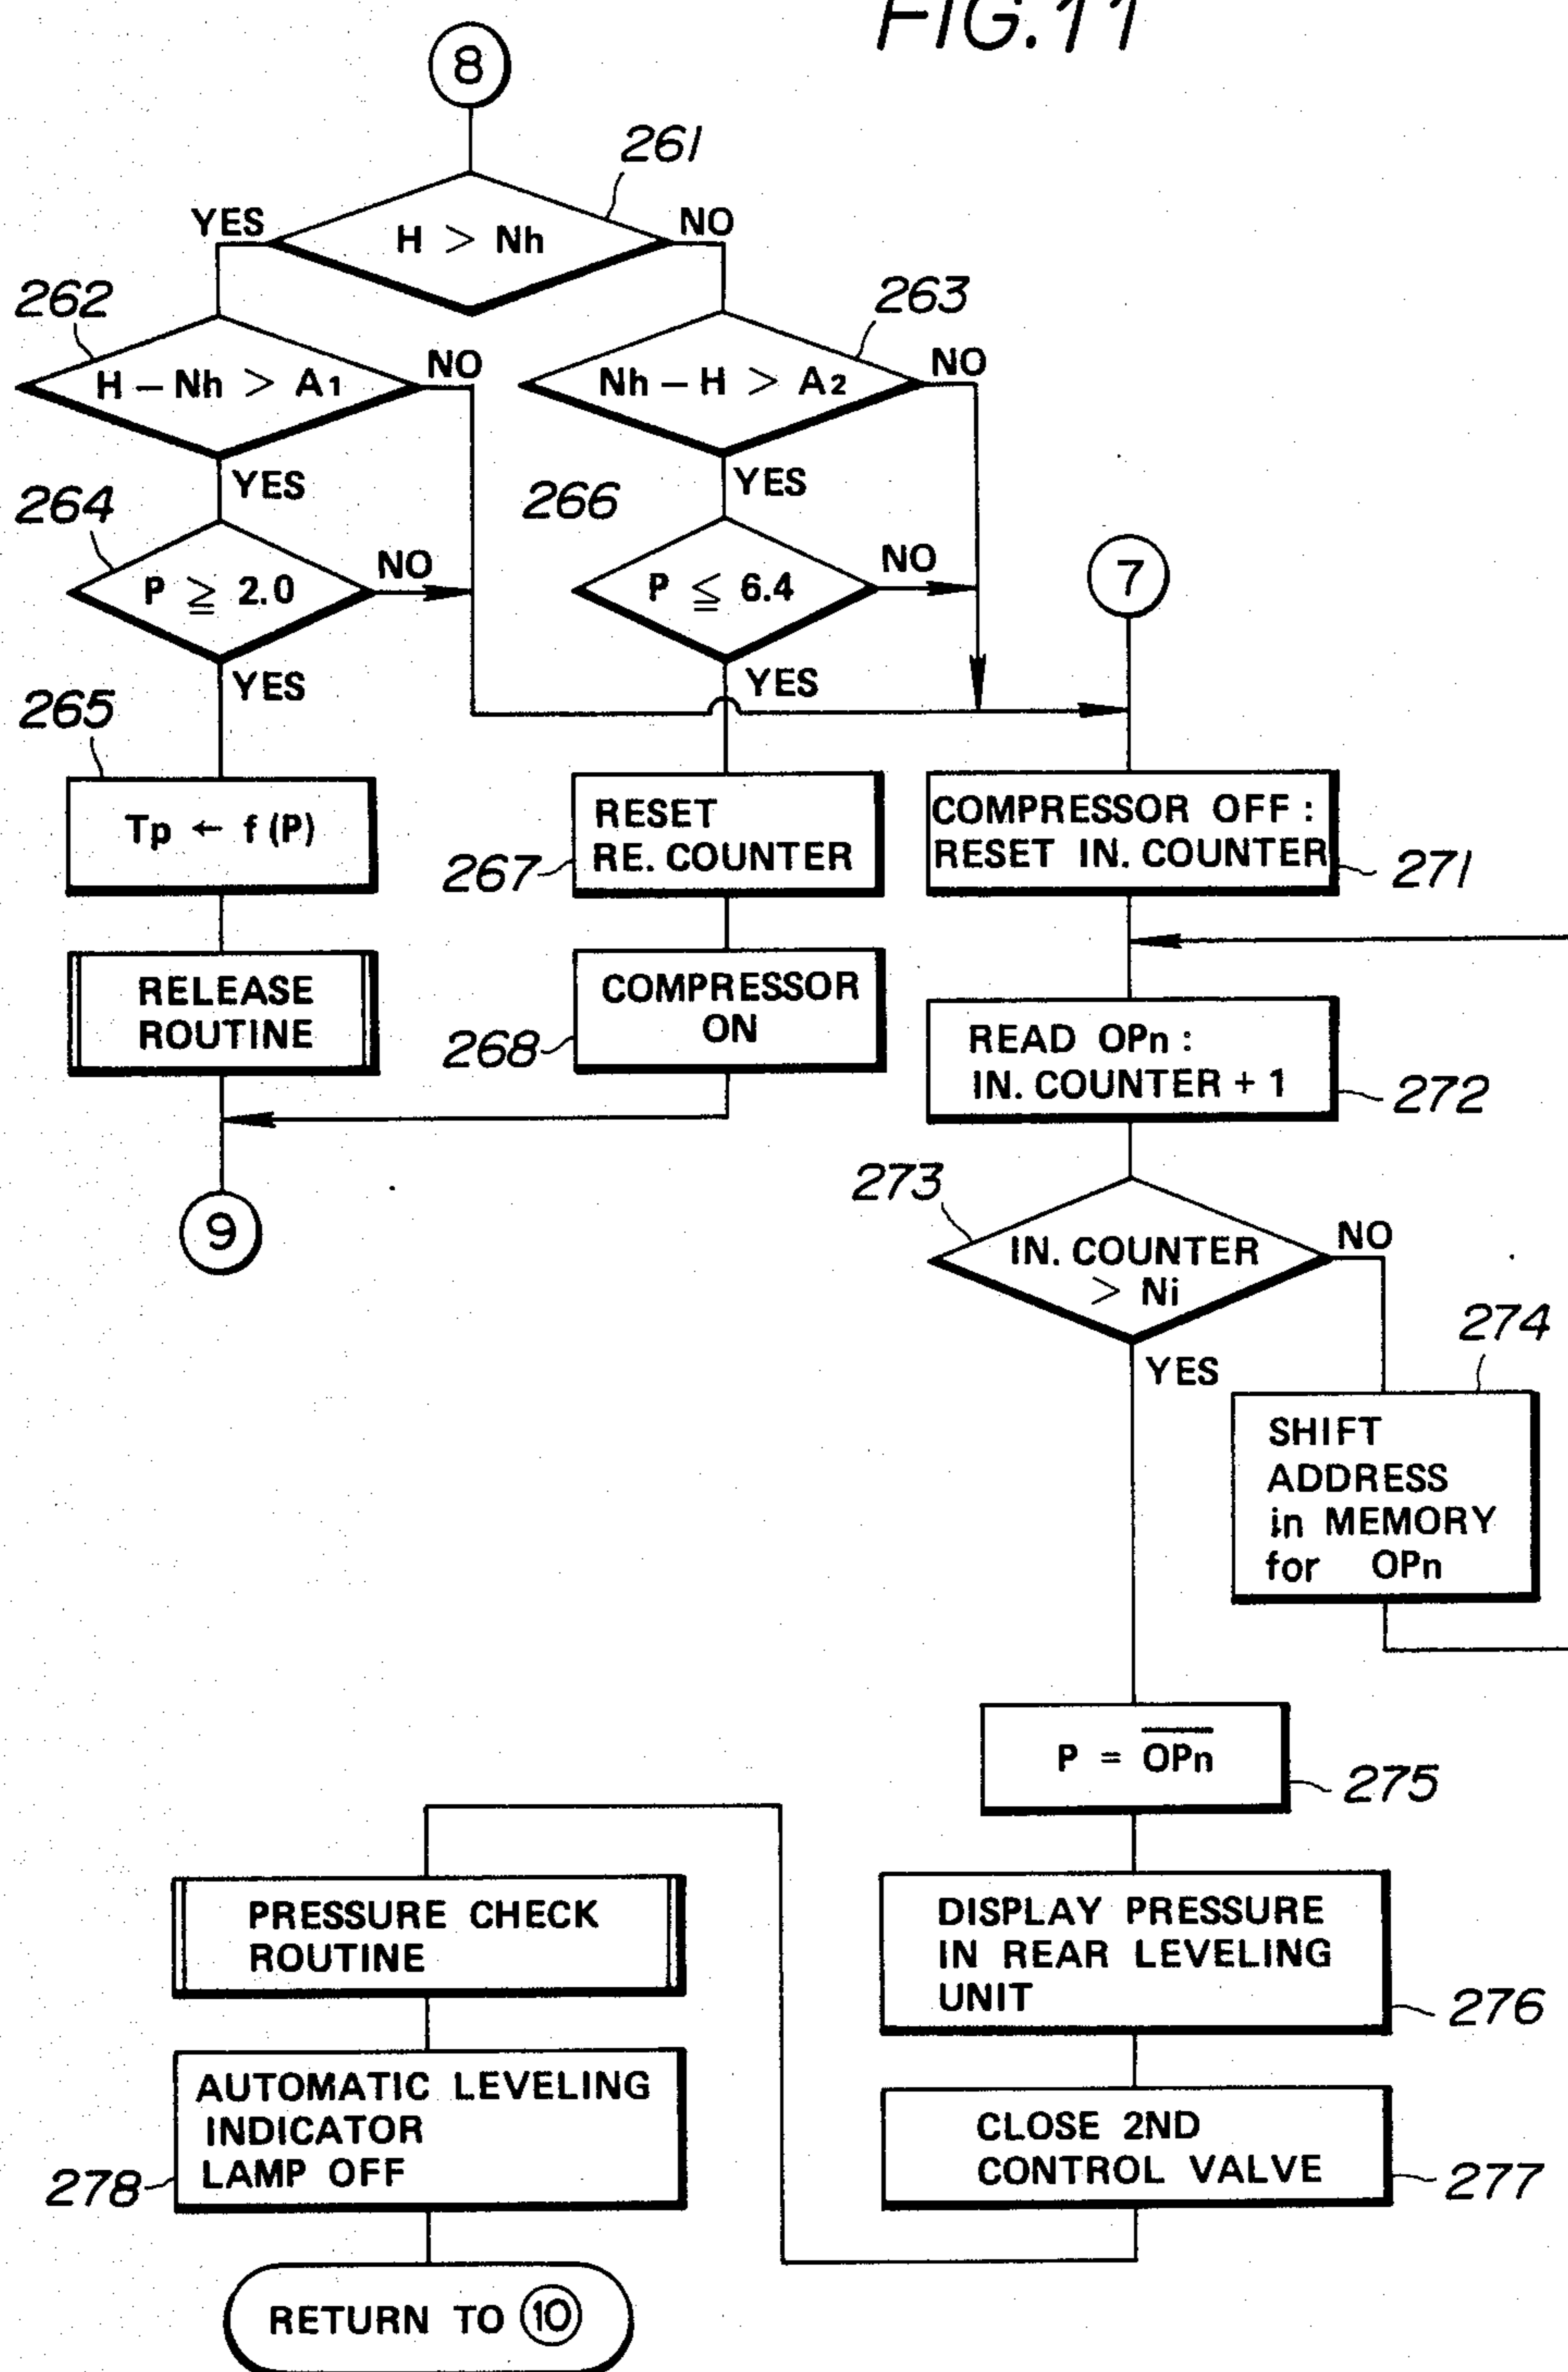 FIG.11
8
261
YES
H > Nh
NO
262
263
H – Nh > A1
NO
Nh – H > A2
NO
YES
YES
264
266
P ≧ 2.0
NO
P ≦ 6.4
NO
7
YES
YES
265
Tp ← f(P)
RESET
RE. COUNTER
267
COMPRESSOR OFF :
RESET IN. COUNTER
271
RELEASE
ROUTINE
COMPRESSOR
ON
268
READ OPn :
IN. COUNTER + 1
272
9
273
IN. COUNTER
> Ni
NO
YES
274
SHIFT
ADDRESS
in MEMORY
for OPn
P = \overline{OPn}
275
PRESSURE CHECK
ROUTINE
DISPLAY PRESSURE
IN REAR LEVELING
UNIT
276
AUTOMATIC LEVELING
INDICATOR
LAMP OFF
278
CLOSE 2ND
CONTROL VALVE
277
RETURN TO 10